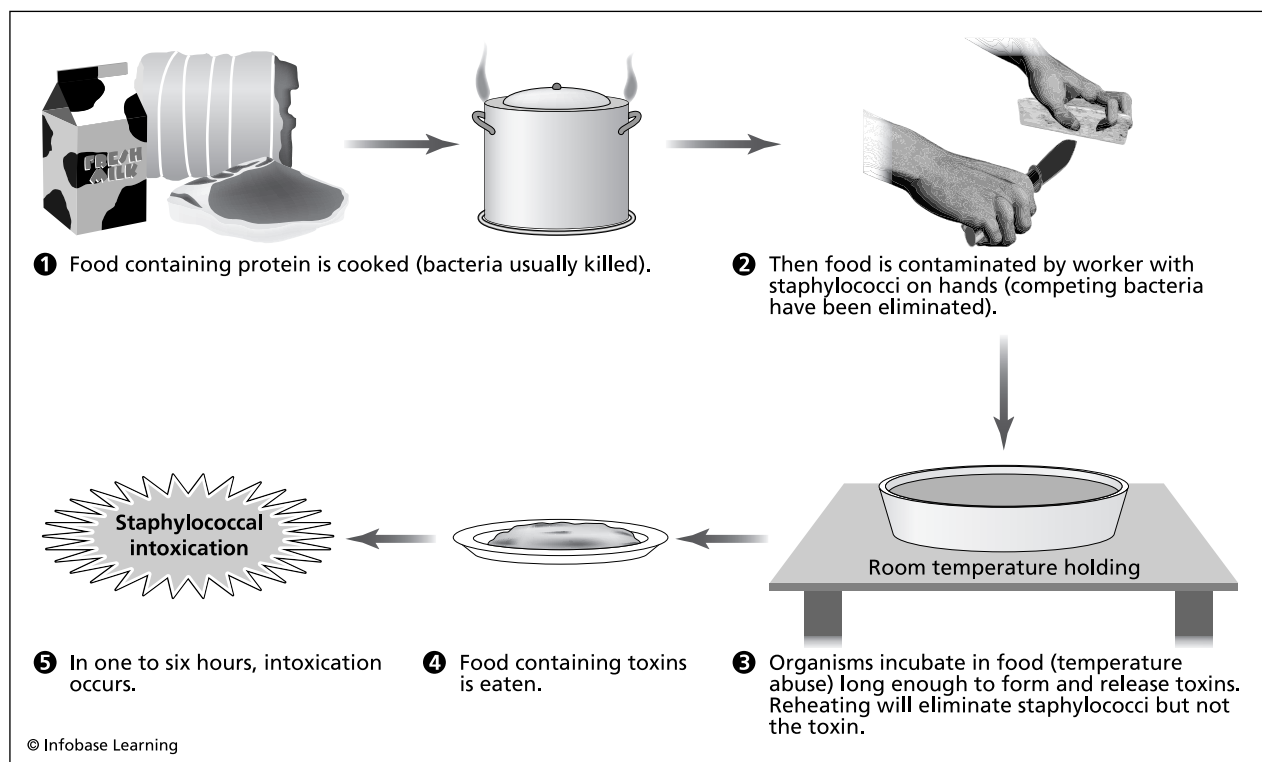 FRESH
MILK
❶ Food containing protein is cooked (bacteria usually killed).
❷ Then food is contaminated by worker with
staphylococci on hands (competing bacteria
have been eliminated).
Room temperature holding
❸ Organisms incubate in food (temperature
abuse) long enough to form and release toxins.
Reheating will eliminate staphylococci but not
the toxin.
❹ Food containing toxins
is eaten.
Staphylococcal
intoxication
❺ In one to six hours, intoxication
occurs.
© Infobase Learning